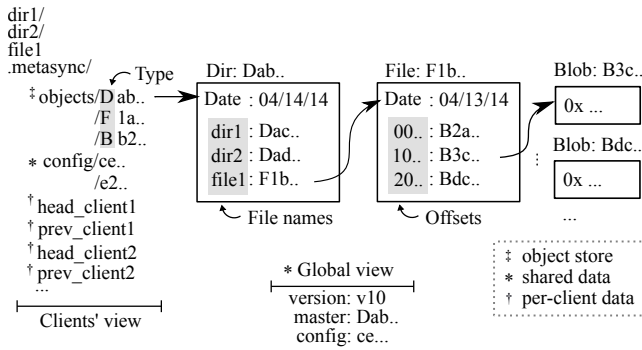 dir1/
dir2/
file1
.metasync/
Type
‡ objects/D ab..
/F 1a..
/B b2..
* config/ce..
/e2..
† head_client1
† prev_client1
† head_client2
† prev_client2
...
Clients' view
Dir: Dab..
Date : 04/14/14
dir1 : Dac..
dir2 : Dad..
file1 : F1b..
File names
File: F1b..
Date : 04/13/14
00.. : B2a..
10.. : B3c..
20.. : Bdc..
Offsets
Blob: B3c..
0x ...
Blob: Bdc..
0x ...
...
* Global view
version: v10
master: Dab..
config: ce...
‡ object store
* shared data
† per-client data